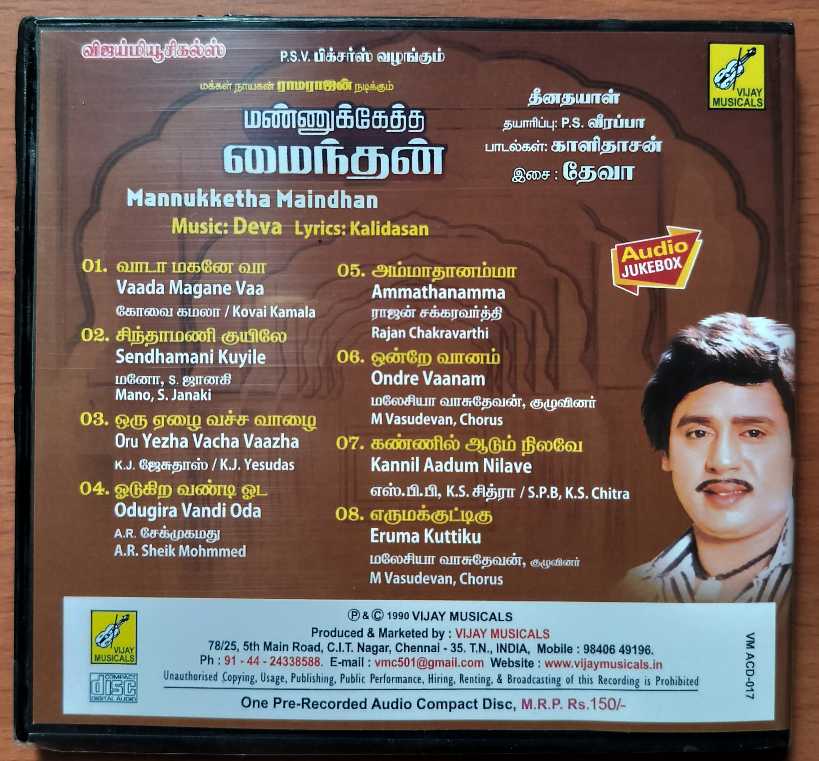 விஜய்மியூசிகல்ஸ்
P.S.V. பிக்சர்ஸ் வழங்கும்
மக்கள் நாயகன் ராமராஜன் நடிக்கும்
மண்ணுக்கேத்த
மைந்தன்
Mannukketha Maindhan
Music: Deva Lyrics: Kalidasan
தீனதயாள்
தயாரிப்பு: P.S. வீரப்பா
பாடல்கள்: காளிதாசன்
இசை : தேவா
VIJAY
MUSICALS
Audio
JUKEBOX
01. வாடா மகனே வா
Vaada Magane Vaa
கோவை கமலா / Kovai Kamala
02. சிந்தாமணி குயிலே
Sendhamani Kuyile
மனோ, S. ஜானகி
Mano, S. Janaki
03. ஒரு ஏழை வச்ச வாழை
Oru Yezha Vacha Vaazha
K.J. ஜேசுதாஸ் / K.J. Yesudas
04. ஓடுகிற வண்டி ஓட
Odugira Vandi Oda
A.R. சேக்முகமது
A.R. Sheik Mohmmed
05. அம்மாதானம்மா
Ammathanamma
ராஜன் சக்கரவர்த்தி
Rajan Chakravarthi
06. ஒன்றே வானம்
Ondre Vaanam
மலேசியா வாசுதேவன், குழுவினர்
M Vasudevan, Chorus
07. கண்ணில் ஆடும் நிலவே
Kannil Aadum Nilave
எஸ்.பி.பி, K.S. சித்ரா / S.P.B, K.S. Chitra
08. எருமக்குட்டிகு
Eruma Kuttiku
மலேசியா வாசுதேவன், குழுவினர்
M Vasudevan, Chorus
VIJAY
MUSICALS
COMPACT
disc
DIGITAL AUDIO
Ⓟ & © 1990 VIJAY MUSICALS
Produced & Marketed by : VIJAY MUSICALS
78/25, 5th Main Road, C.I.T. Nagar, Chennai - 35. T.N., INDIA, Mobile : 98406 49196.
Ph : 91 - 44 - 24338588. E-mail : vmc501@gmail.com Website : www.vijaymusicals.in
Unauthorised Copying, Usage, Publishing, Public Performance, Hiring, Renting, & Broadcasting of this Recording is Prohibited
One Pre-Recorded Audio Compact Disc, M.R.P. Rs.150/-
VM ACD-017